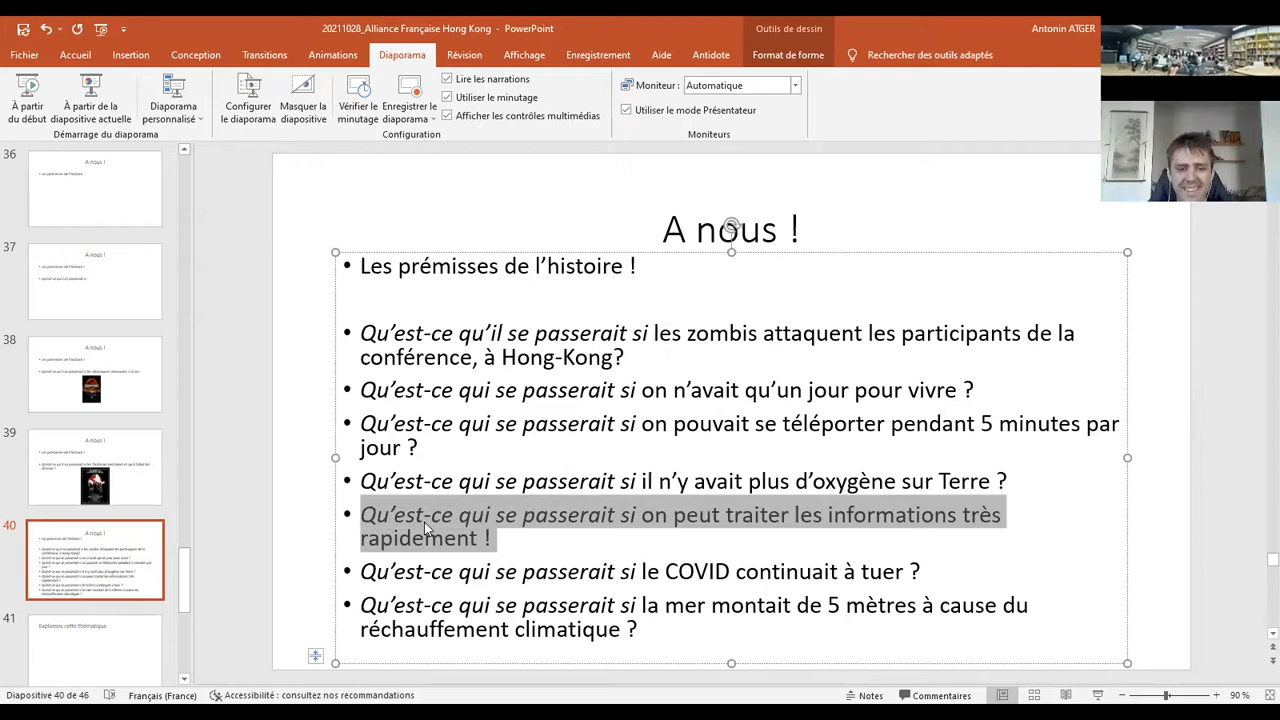 20211028_Alliance Française Hong Kong - PowerPoint
Outils de dessin
Antonin ATGER
Fichier Accueil Insertion Conception Transitions Animations Diaporama Révision Affichage Enregistrement Aide Antidote Format de forme Rechercher des outils adaptés
À partir du début
À partir de la diapositive actuelle
Diaporama personnalisé
Configurer le diaporama
Masquer la diapositive
Vérifier le minutage
Enregistrer le diaporama
Lire les narrations
Utiliser le minutage
Afficher les contrôles multimédias
Moniteur : Automatique
Utiliser le mode Présentateur
Démarrage du diaporama
Configuration
Moniteurs
36
A nous !
37
A nous !
38
A nous !
39
A nous !
40
A nous !
41
Explorons cette thématique
A nous !
• Les prémisses de l’histoire !
• Qu’est-ce qu’il se passerait si les zombis attaquent les participants de la
conférence, à Hong-Kong?
• Qu’est-ce qui se passerait si on n’avait qu’un jour pour vivre ?
• Qu’est-ce qui se passerait si on pouvait se téléporter pendant 5 minutes par
jour ?
• Qu’est-ce qui se passerait si il n’y avait plus d’oxygène sur Terre ?
• Qu’est-ce qui se passerait si on peut traiter les informations très
rapidement !
• Qu’est-ce qui se passerait si le COVID continuait à tuer ?
• Qu’est-ce qui se passerait si la mer montait de 5 mètres à cause du
réchauffement climatique ?
Diapositive 40 de 46 Français (France) Accessibilité : consultez nos recommandations Notes Commentaires 90 %